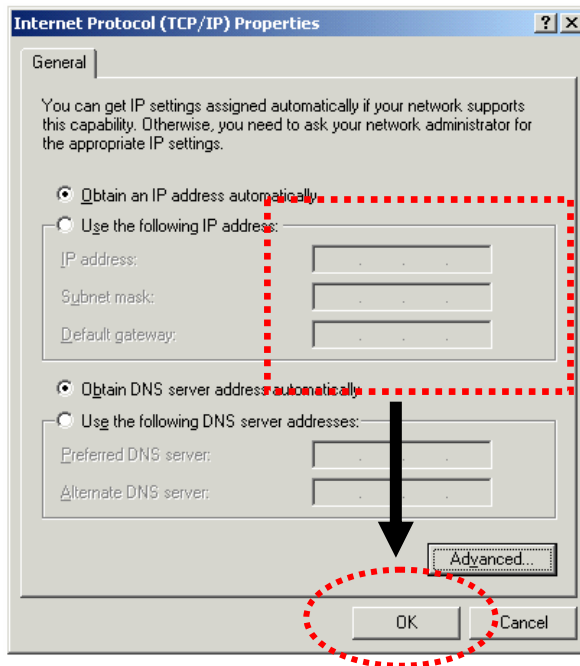 Internet Protocol (TCP/IP) Properties
General
You can get IP settings assigned automatically if your network supports
this capability. Otherwise, you need to ask your network administrator for
the appropriate IP settings.
Obtain an IP address automatically
Use the following IP address:
IP address:
Subnet mask:
Default gateway:
Obtain DNS server address automatically
Use the following DNS server addresses:
Preferred DNS server:
Alternate DNS server:
Advanced...
OK
Cancel